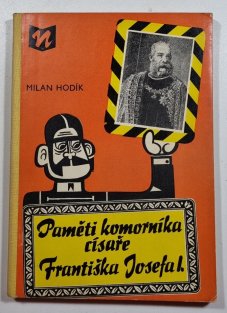 n
MILAN HODÍK
Paměti komorníka
císaře
Františka Josefa I.